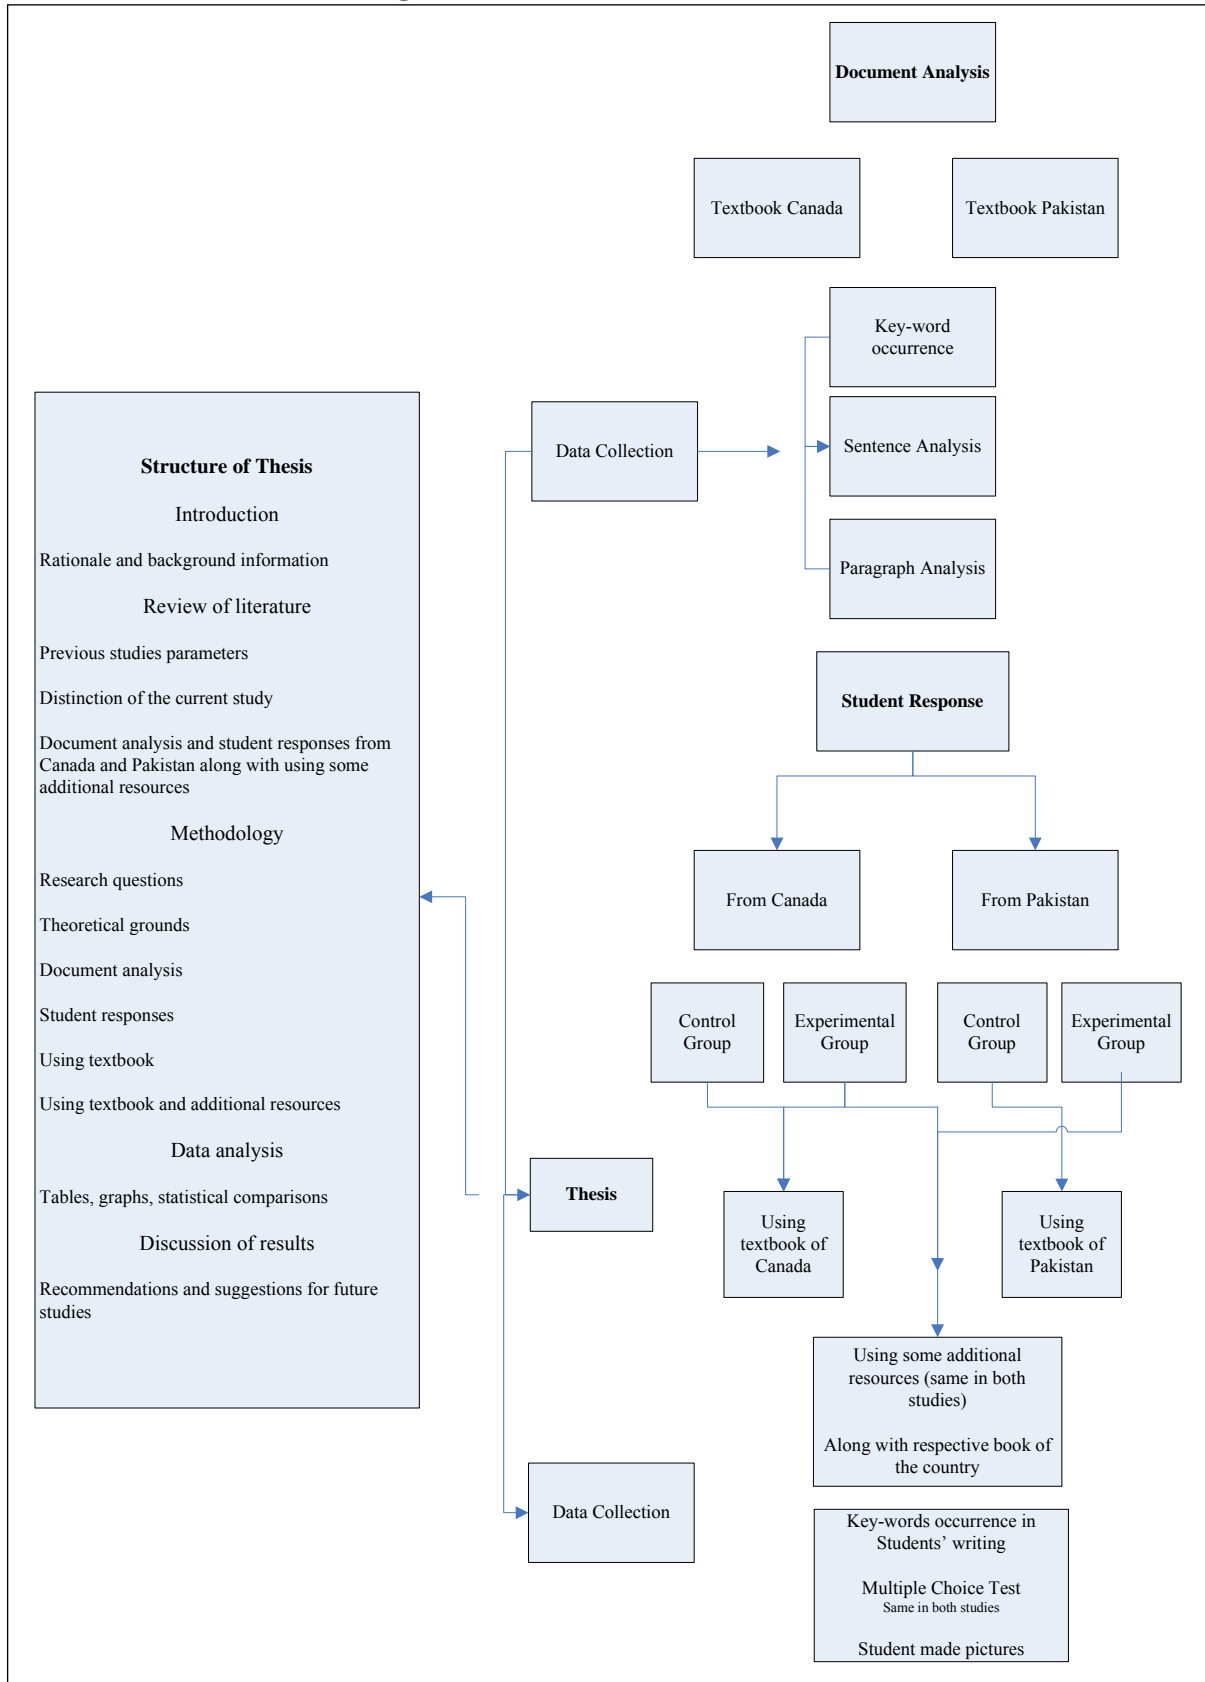 Document Analysis
Textbook Canada
Textbook Pakistan
Key-word
occurrence
Data Collection
Sentence Analysis
Paragraph Analysis
Structure of Thesis
Introduction
Rationale and background information
Review of literature
Previous studies parameters
Distinction of the current study
Document analysis and student responses from
Canada and Pakistan along with using some
additional resources
Methodology
Research questions
Theoretical grounds
Document analysis
Student responses
Using textbook
Using textbook and additional resources
Data analysis
Tables, graphs, statistical comparisons
Discussion of results
Recommendations and suggestions for future
studies
Student Response
From Canada
From Pakistan
Control
Group
Experimental
Group
Control
Group
Experimental
Group
Thesis
Using
textbook of
Canada
Using
textbook of
Pakistan
Using some additional
resources (same in both
studies)
Along with respective book of
the country
Data Collection
Key-words occurrence in
Students’ writing
Multiple Choice Test
Same in both studies
Student made pictures